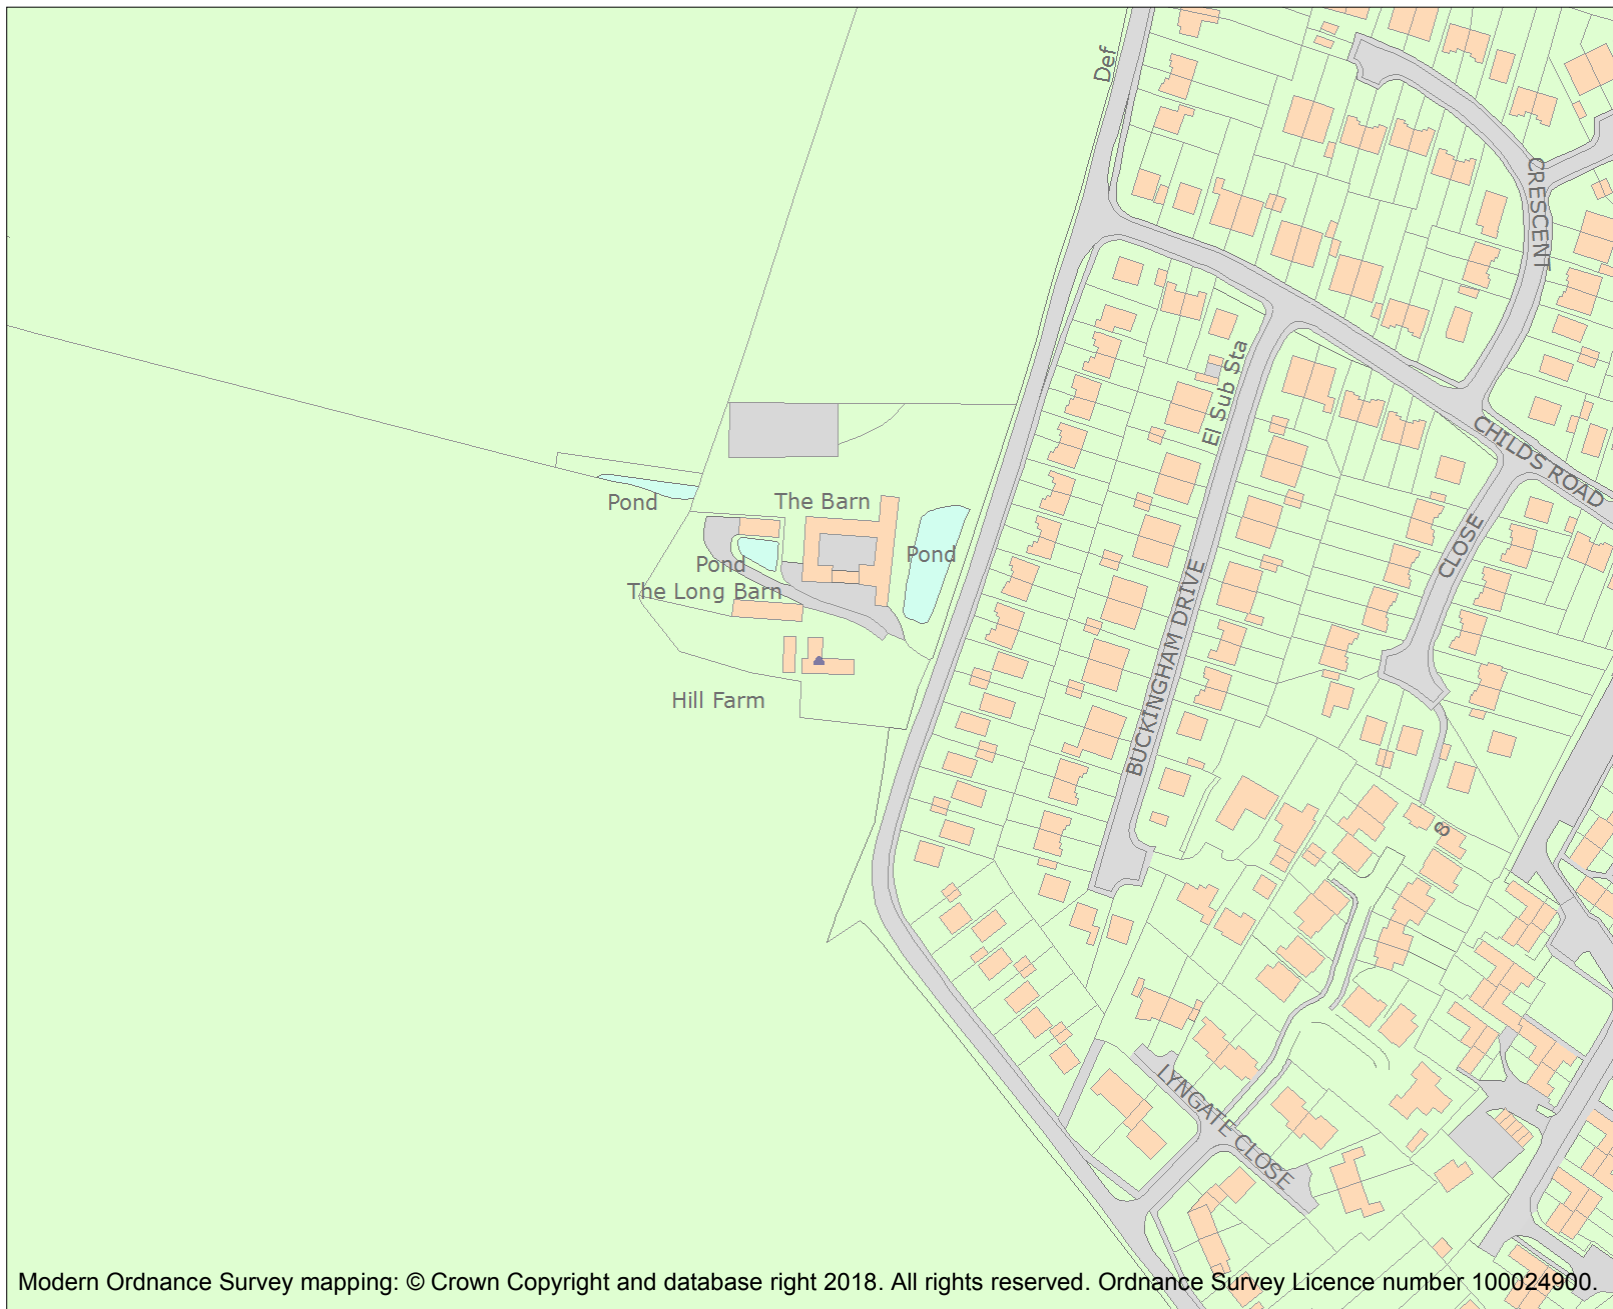 Def
CRESCENT
El Sub Sta
CHILDS ROAD
Pond
The Barn
Pond
Pond
CLOSE
The Long Barn
BUCKINGHAM DRIVE
Hill Farm
8
LYNGATE CLOSE
Modern Ordnance Survey mapping: © Crown Copyright and database right 2018. All rights reserved. Ordnance Survey Licence number 100024900.